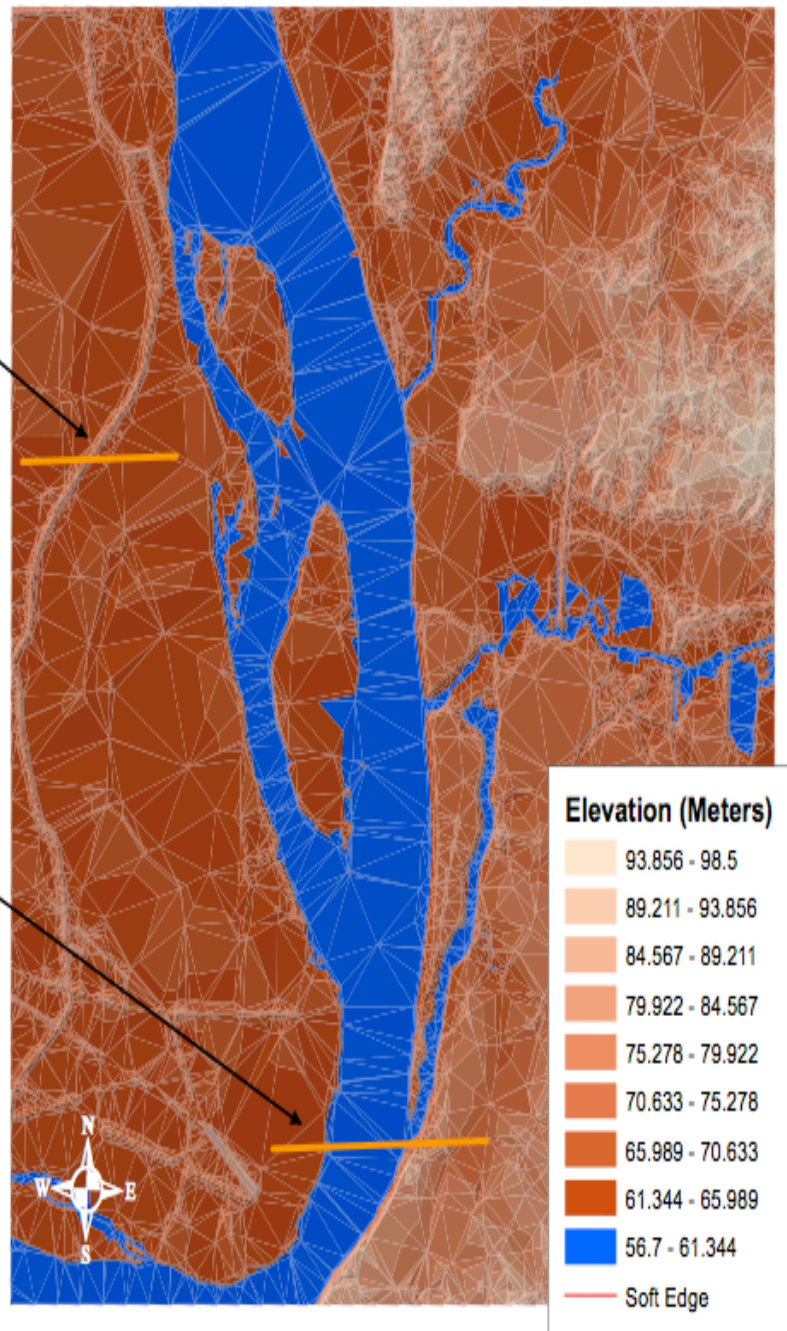 Elevation (Meters)
93.856 - 98.5
89.211 - 93.856
84.567 - 89.211
79.922 - 84.567
75.278 - 79.922
70.633 - 75.278
65.989 - 70.633
61.344 - 65.989
56.7 - 61.344
Soft Edge
N
W E
S